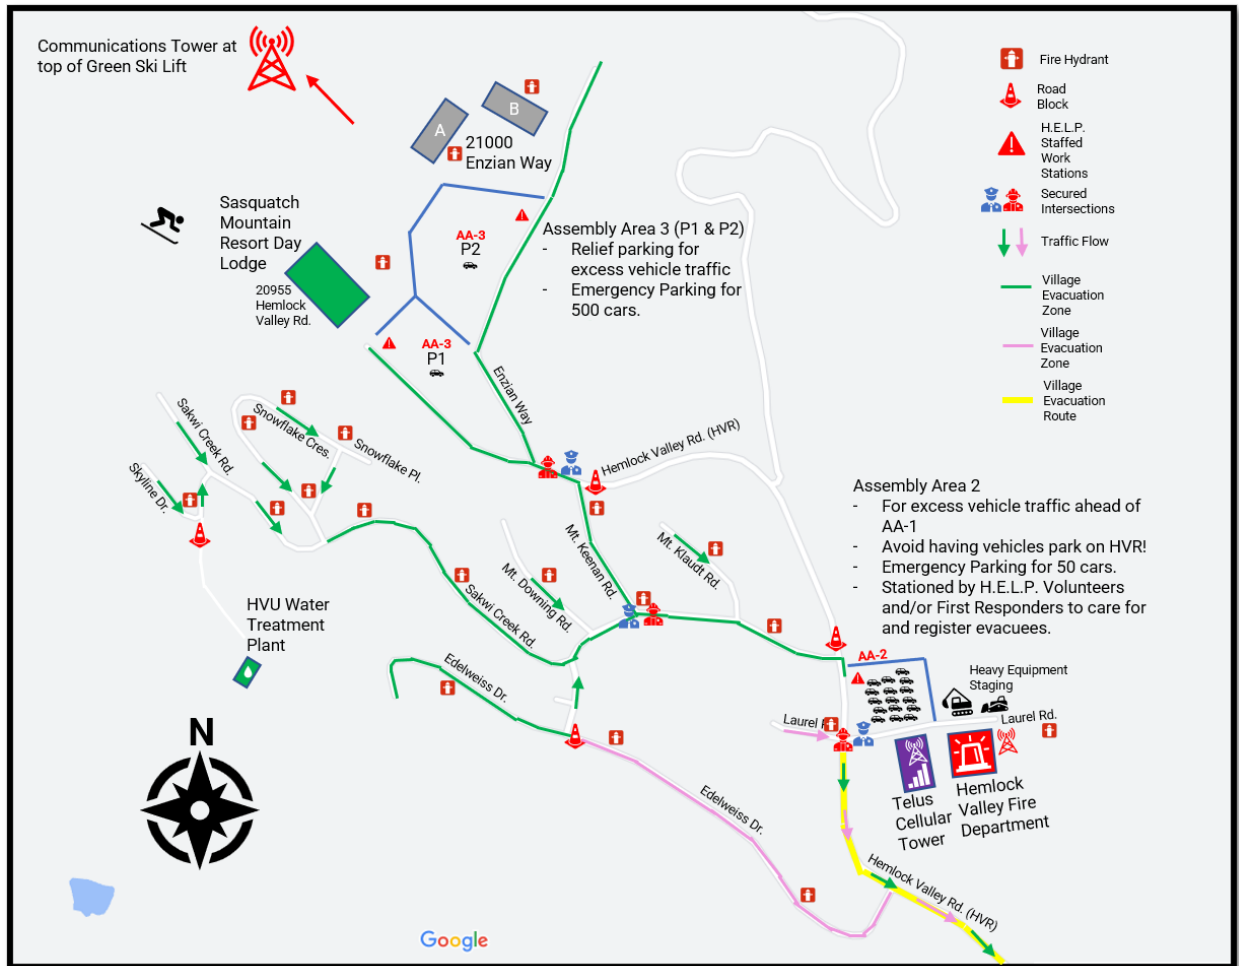 Communications Tower at
top of Green Ski Lift
Fire Hydrant
Road
Block
H.E.L.P.
Staffed
Work
Stations
Secured
Intersections
Traffic Flow
Village
Evacuation
Zone
Village
Evacuation
Zone
Village
Evacuation
Route
A
B
21000
Enzian Way
Sasquatch
Mountain
Resort Day
Lodge
20955
Hemlock
Valley Rd.
AA-3
P2
Assembly Area 3 (P1 & P2)
- Relief parking for
excess vehicle traffic
- Emergency Parking for
500 cars.
AA-3
P1
Enzian Way
Hemlock Valley Rd. (HVR)
Sakwi Creek Rd.
Snowflake Cres.
Snowflake Pl.
Skyline Dr.
Mt. Keenan Rd.
Mt. Klaudt Rd.
Mt. Downing Rd.
Sakwi Creek Rd.
Assembly Area 2
- For excess vehicle traffic ahead of
AA-1
- Avoid having vehicles park on HVR!
- Emergency Parking for 50 cars.
- Stationed by H.E.L.P. Volunteers
and/or First Responders to care for
and register evacuees.
HVU Water
Treatment
Plant
Edelweiss Dr.
AA-2
Heavy Equipment
Staging
Laurel R
Laurel Rd.
N
Telus
Cellular
Tower
Hemlock
Valley Fire
Department
Edelweiss Dr.
Hemlock Valley Rd. (HVR)
Google